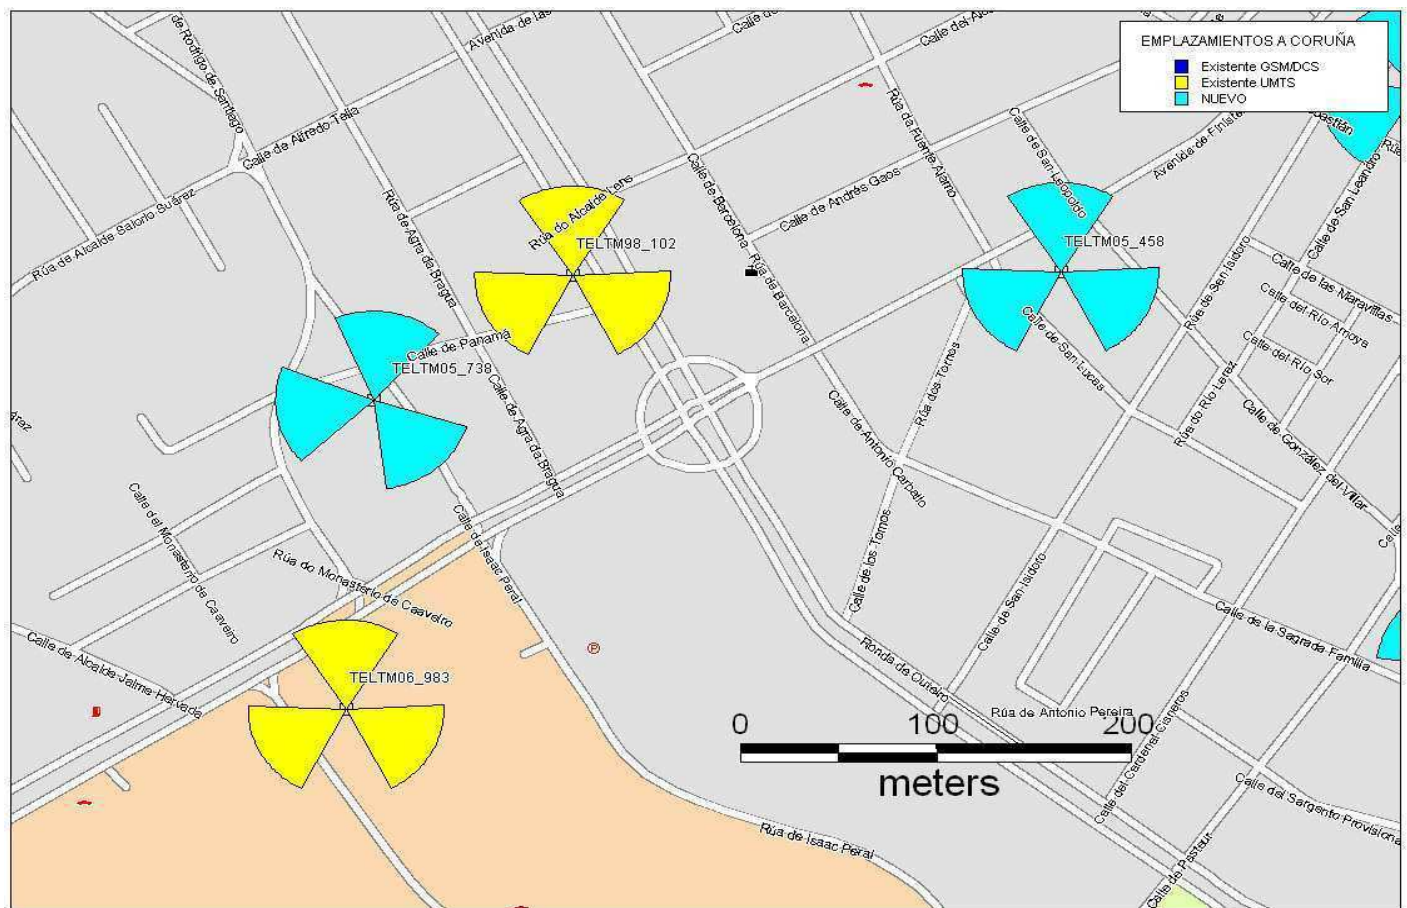 de Rodrigo de Santiago
Avenida de las
Calle de
Calle del
EMPLAZAMIENTOS A CORUÑA
Existente GSM/DCS
Existente UMTS
NUEVO
Calle de Alfredo Tella
Rúa da Fuente Alamo
Calle de San Leopoldo
Avenida de Finister
Calle de San Leandro
Rúa de Alcalde Salorio Suárez
Rúa de Agra da Bragua
Rúa do Alcalde Lens
Calle de Barcelona
Calle de Andrés Gaos
TELTM98_102
TELTM05_458
Rúa de Barcelona
Rúa de San Isidoro
Calle de las Maravillas
Calle del Río Arnoya
Calle del Río Sor
Calle de Panamá
TELTM05_738
Calle de San Lucas
Rúa dos Tornos
Rúa do Río Lerez
Calle de Agra da Bragua
Calle de Antonio Carballo
Calle de González del Villar
Calle del Monasterio de Caaveiro
Calle de Isaac Peral
Calle de los Tornos
Calle de San Isidoro
Rúa do Monasterio de Caaveiro
Calle de la Sagrada Familia
Calle de Alcalde Jaime Hervada
TELTM06_983
P
Ronda de Outeiro
Rúa de Antonio Pereira
0 100 200
meters
Calle del Cardenal Cisneros
Calle del Sargento Provisional
Rúa de Isaac Peral
Calle de Pasteur